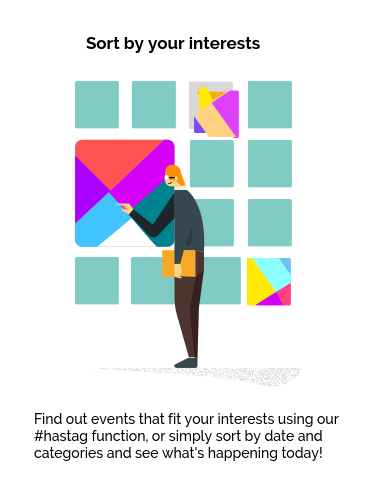 Sort by your interests
Find out events that fit your interests using our
#hastag function, or simply sort by date and
categories and see what's happening today!